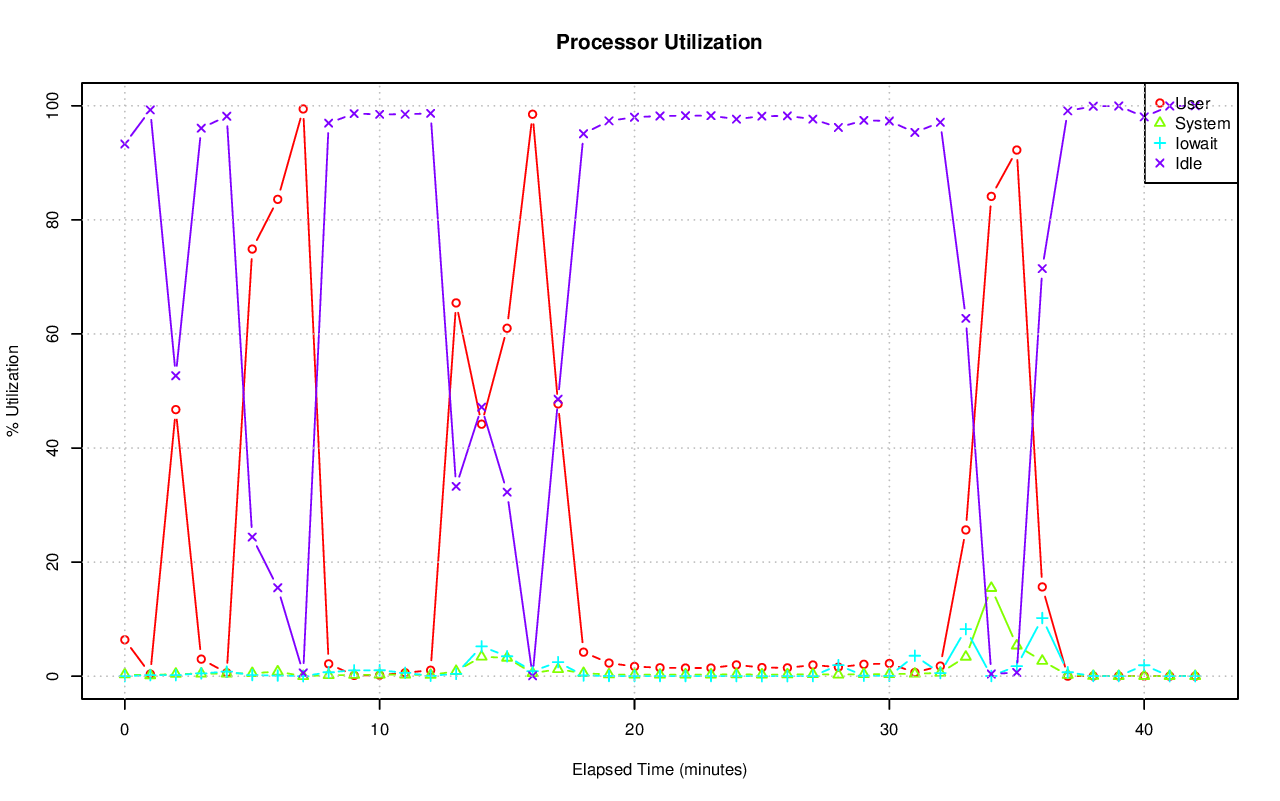 Processor Utilization
% Utilization
100
80
60
40
20
0
User
System
Iowait
Idle
0 10 20 30 40
Elapsed Time (minutes)